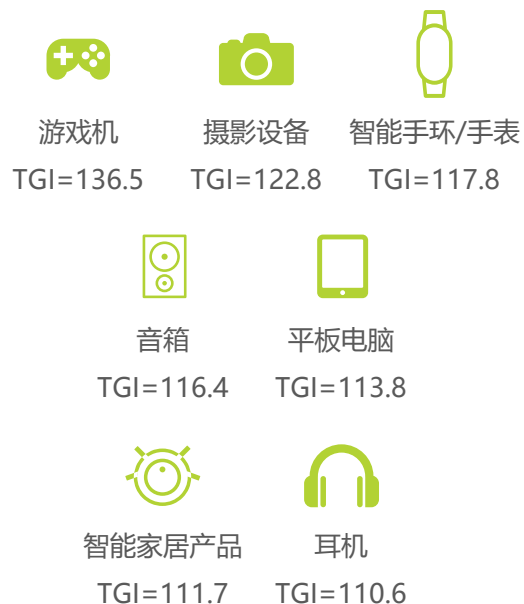 游戏机 摄影设备 智能手环/手表
TGI=136.5 TGI=122.8 TGI=117.8
音箱 平板电脑
TGI=116.4 TGI=113.8
智能家居产品 耳机
TGI=111.7 TGI=110.6